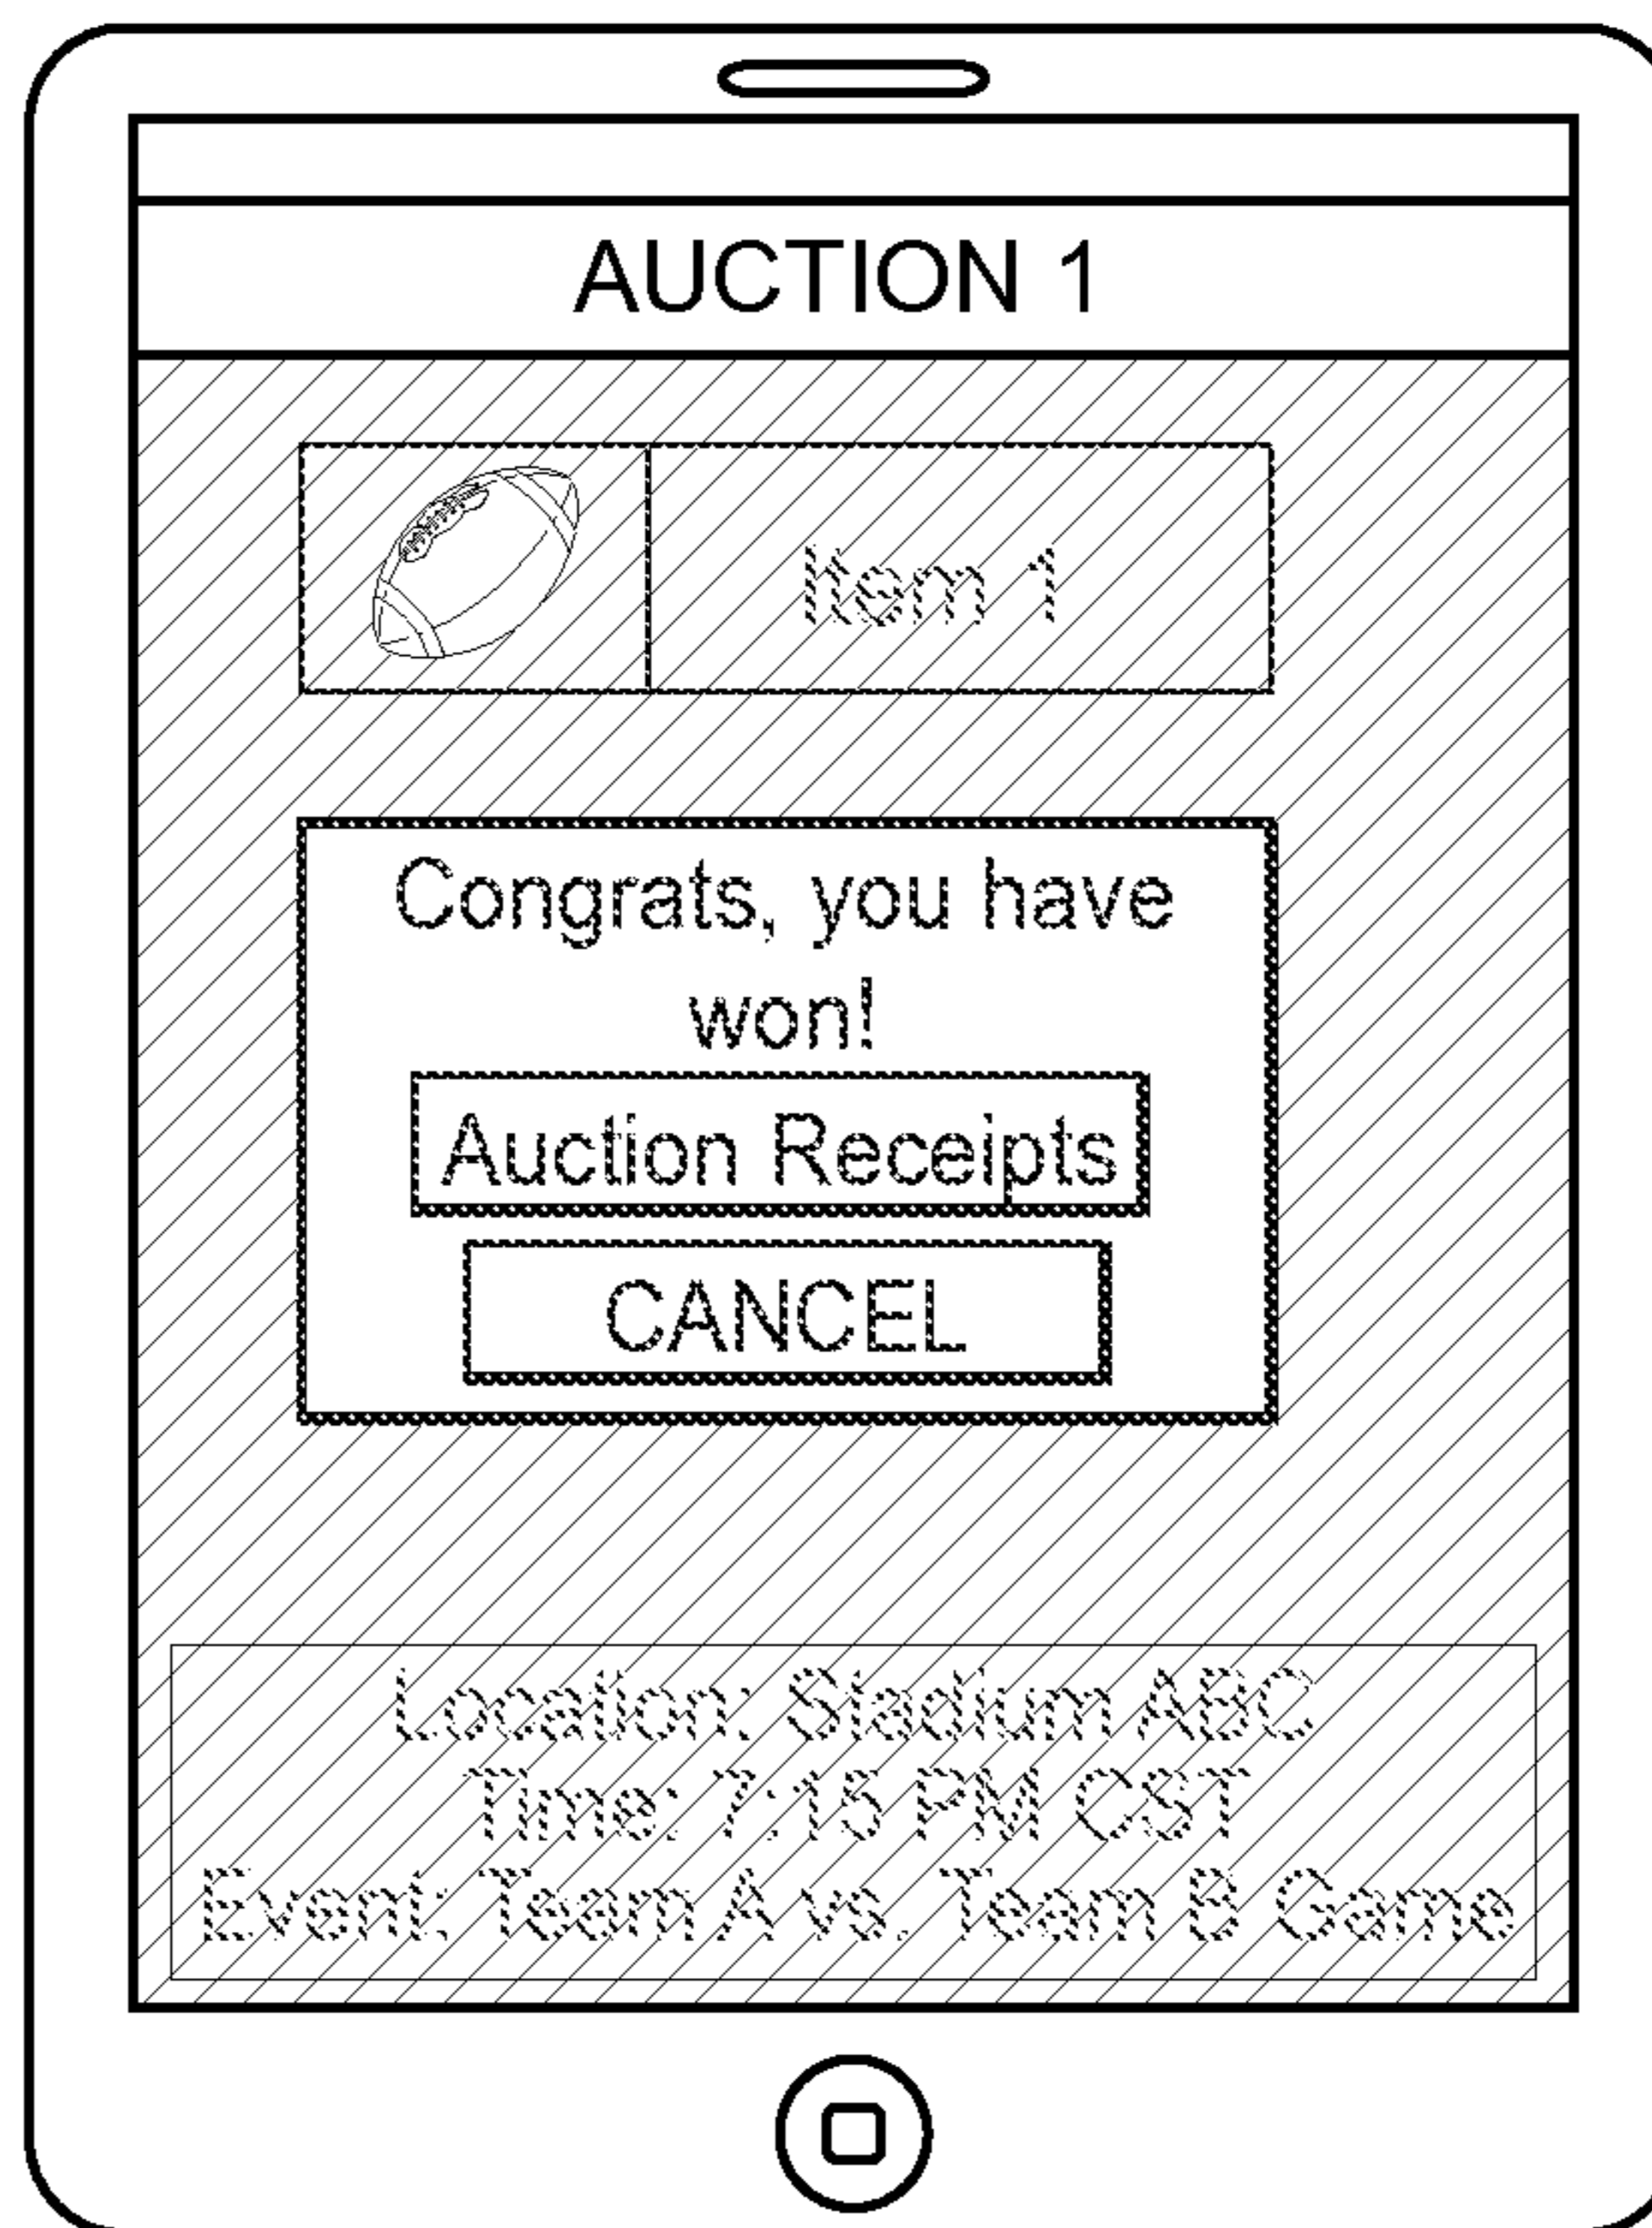 AUCTION 1
Item 1
Congrats, you have
won!
Auction Receipts
CANCEL
Location: Stadium ABC
Time: 7:15 PM CST
Event: Team A vs. Team B Game